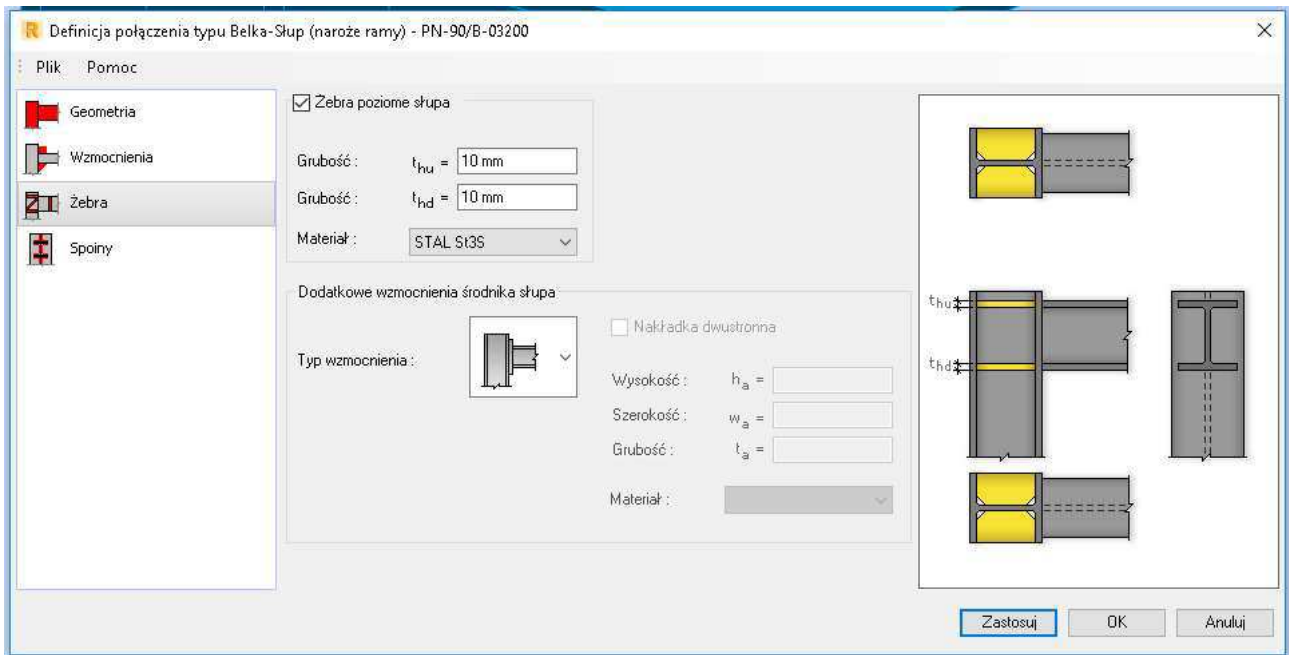 Definicja połączenia typu Belka-Słup (naroże ramy) - PN-90/B-03200
Plik Pomoc
Geometria
Wzmocnienia
Żebra
Spoiny
Żebra poziome słupa
Grubość : thu = 10 mm
Grubość : thd = 10 mm
Materiał : STAL St3S
Dodatkowe wzmocnienia środnika słupa
Typ wzmocnienia :
Nakładka dwustronna
Wysokość : ha =
Szerokość : wa =
Grubość : ta =
Materiał :
thu
thd
Zastosuj OK Anuluj